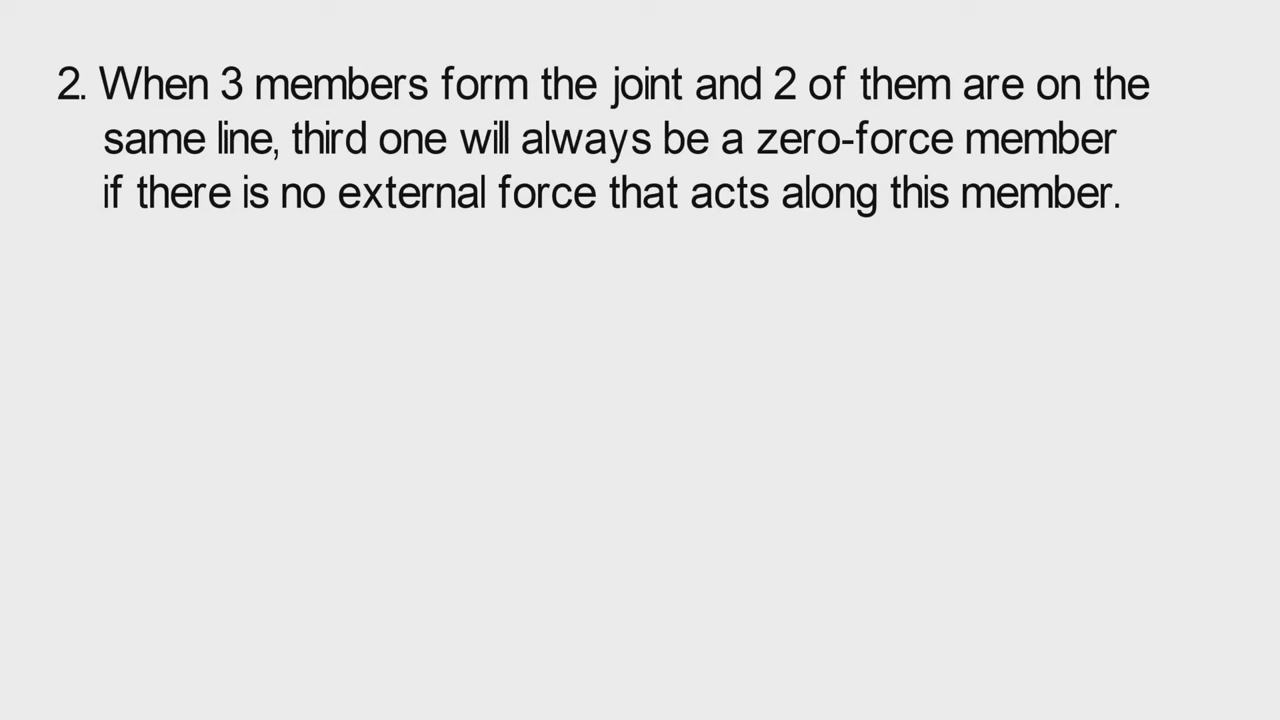 2. When 3 members form the joint and 2 of them are on the
same line, third one will always be a zero-force member
if there is no external force that acts along this member.